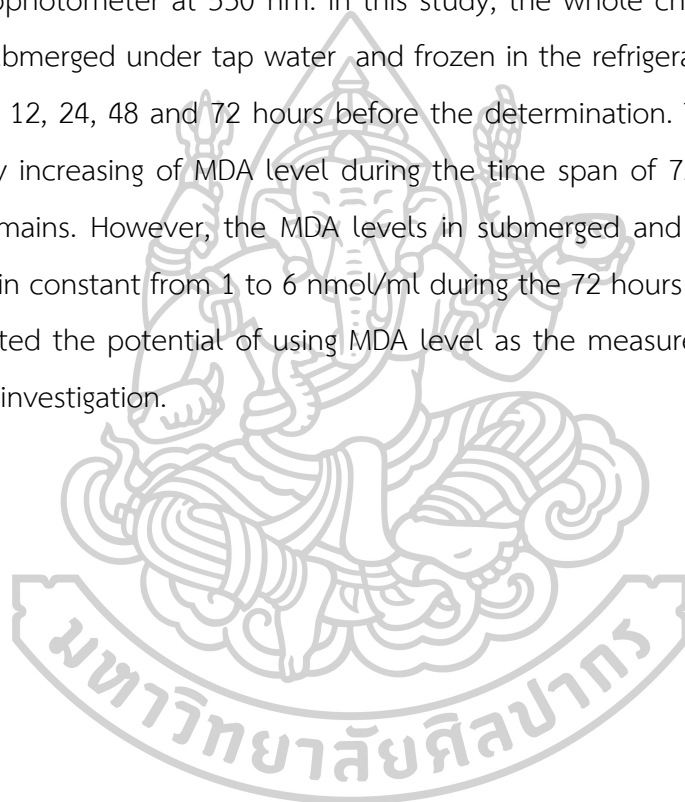 ophotometer at 550 nm. In this study, the whole ch
ubmerged under tap water and frozen in the refrigera
12, 24, 48 and 72 hours before the determination.
y increasing of MDA level during the time span of 7
mains. However, the MDA levels in submerged and
in constant from 1 to 6 nmol/ml during the 72 hours
ted the potential of using MDA level as the measure
investigation.
มหาวิทยาลัยศิลปากร